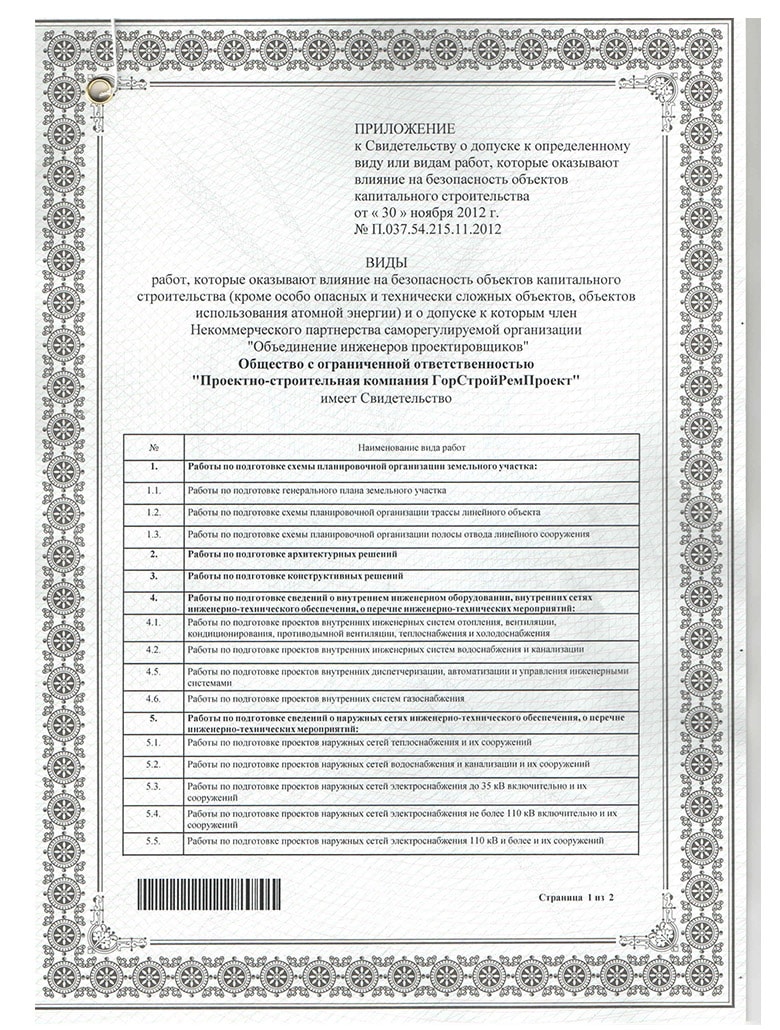 ПРИЛОЖЕНИЕ
к Свидетельству о допуске к определенному
виду или видам работ, которые оказывают
влияние на безопасность объектов
капитального строительства
от « 30 » ноября 2012 г.
№ П.037.54.215.11.2012
ВИДЫ
работ, которые оказывают влияние на безопасность объектов капитального
строительства (кроме особо опасных и технически сложных объектов, объектов
использования атомной энергии) и о допуске к которым член
Некоммерческого партнерства саморегулируемой организации
"Объединение инженеров проектировщиков"
Общество с ограниченной ответственностью
"Проектно-строительная компания ГорСтройРемПроект"
имеет Свидетельство
№ Наименование вида работ
1. Работы по подготовке схемы планировочной организации земельного участка:
1.1. Работы по подготовке генерального плана земельного участка
1.2. Работы по подготовке схемы планировочной организации трассы линейного объекта
1.3. Работы по подготовке схемы планировочной организации полосы отвода линейного сооружения
2. Работы по подготовке архитектурных решений
3. Работы по подготовке конструктивных решений
4. Работы по подготовке сведений о внутреннем инженерном оборудовании, внутренних сетях
инженерно-технического обеспечения, о перечне инженерно-технических мероприятий:
4.1. Работы по подготовке проектов внутренних инженерных систем отопления, вентиляции,
кондиционирования, противодымной вентиляции, теплоснабжения и холодоснабжения
4.2. Работы по подготовке проектов внутренних инженерных систем водоснабжения и канализации
4.5. Работы по подготовке проектов внутренних диспетчеризации, автоматизации и управления инженерными
системами
4.6. Работы по подготовке проектов внутренних систем газоснабжения
5. Работы по подготовке сведений о наружных сетях инженерно-технического обеспечения, о перечне
инженерно-технических мероприятий:
5.1. Работы по подготовке проектов наружных сетей теплоснабжения и их сооружений
5.2. Работы по подготовке проектов наружных сетей водоснабжения и канализации и их сооружений
5.3. Работы по подготовке проектов наружных сетей электроснабжения до 35 кВ включительно и их
сооружений
5.4. Работы по подготовке проектов наружных сетей электроснабжения не более 110 кВ включительно и их
сооружений
5.5. Работы по подготовке проектов наружных сетей электроснабжения 110 кВ и более и их сооружений
Страница 1 из 2